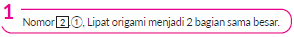 1
Nomor 2 ①, Lipat origami menjadi 2 bagian sama besar.